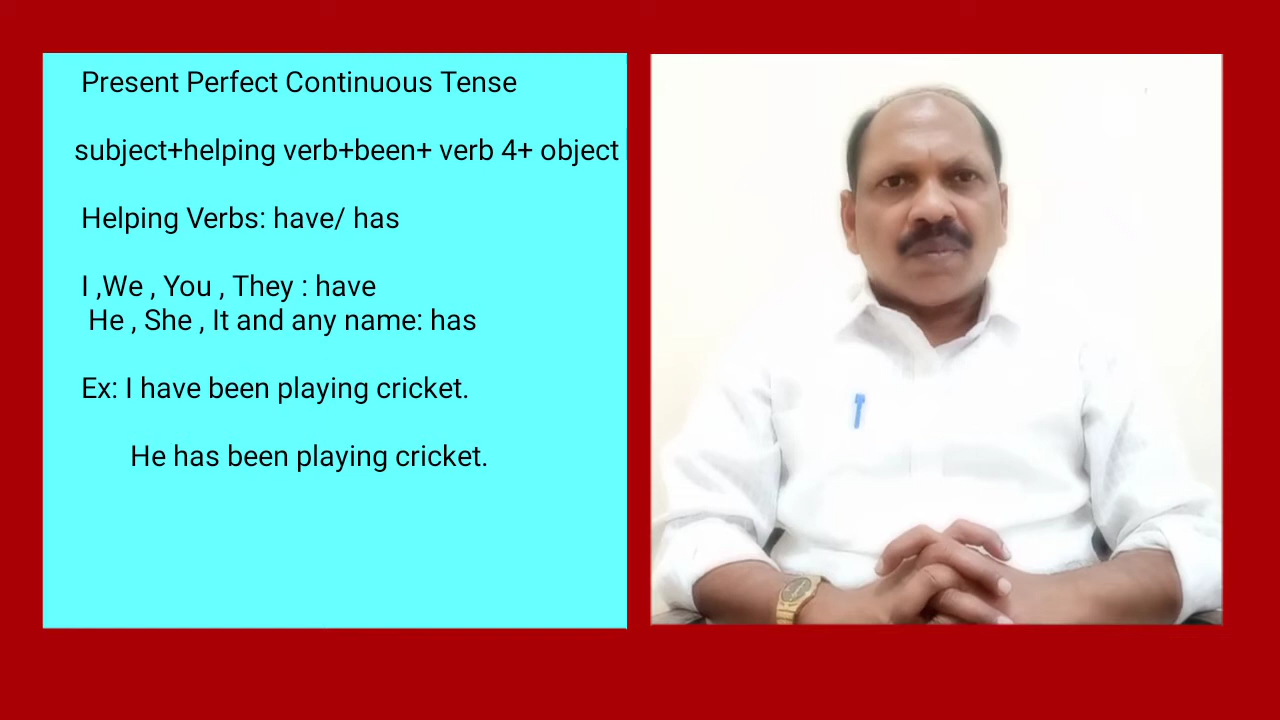 Present Perfect Continuous Tense
subject+helping verb+been+ verb 4+ object
Helping Verbs: have/ has
I ,We , You , They : have
He , She , It and any name: has
Ex: I have been playing cricket.
He has been playing cricket.